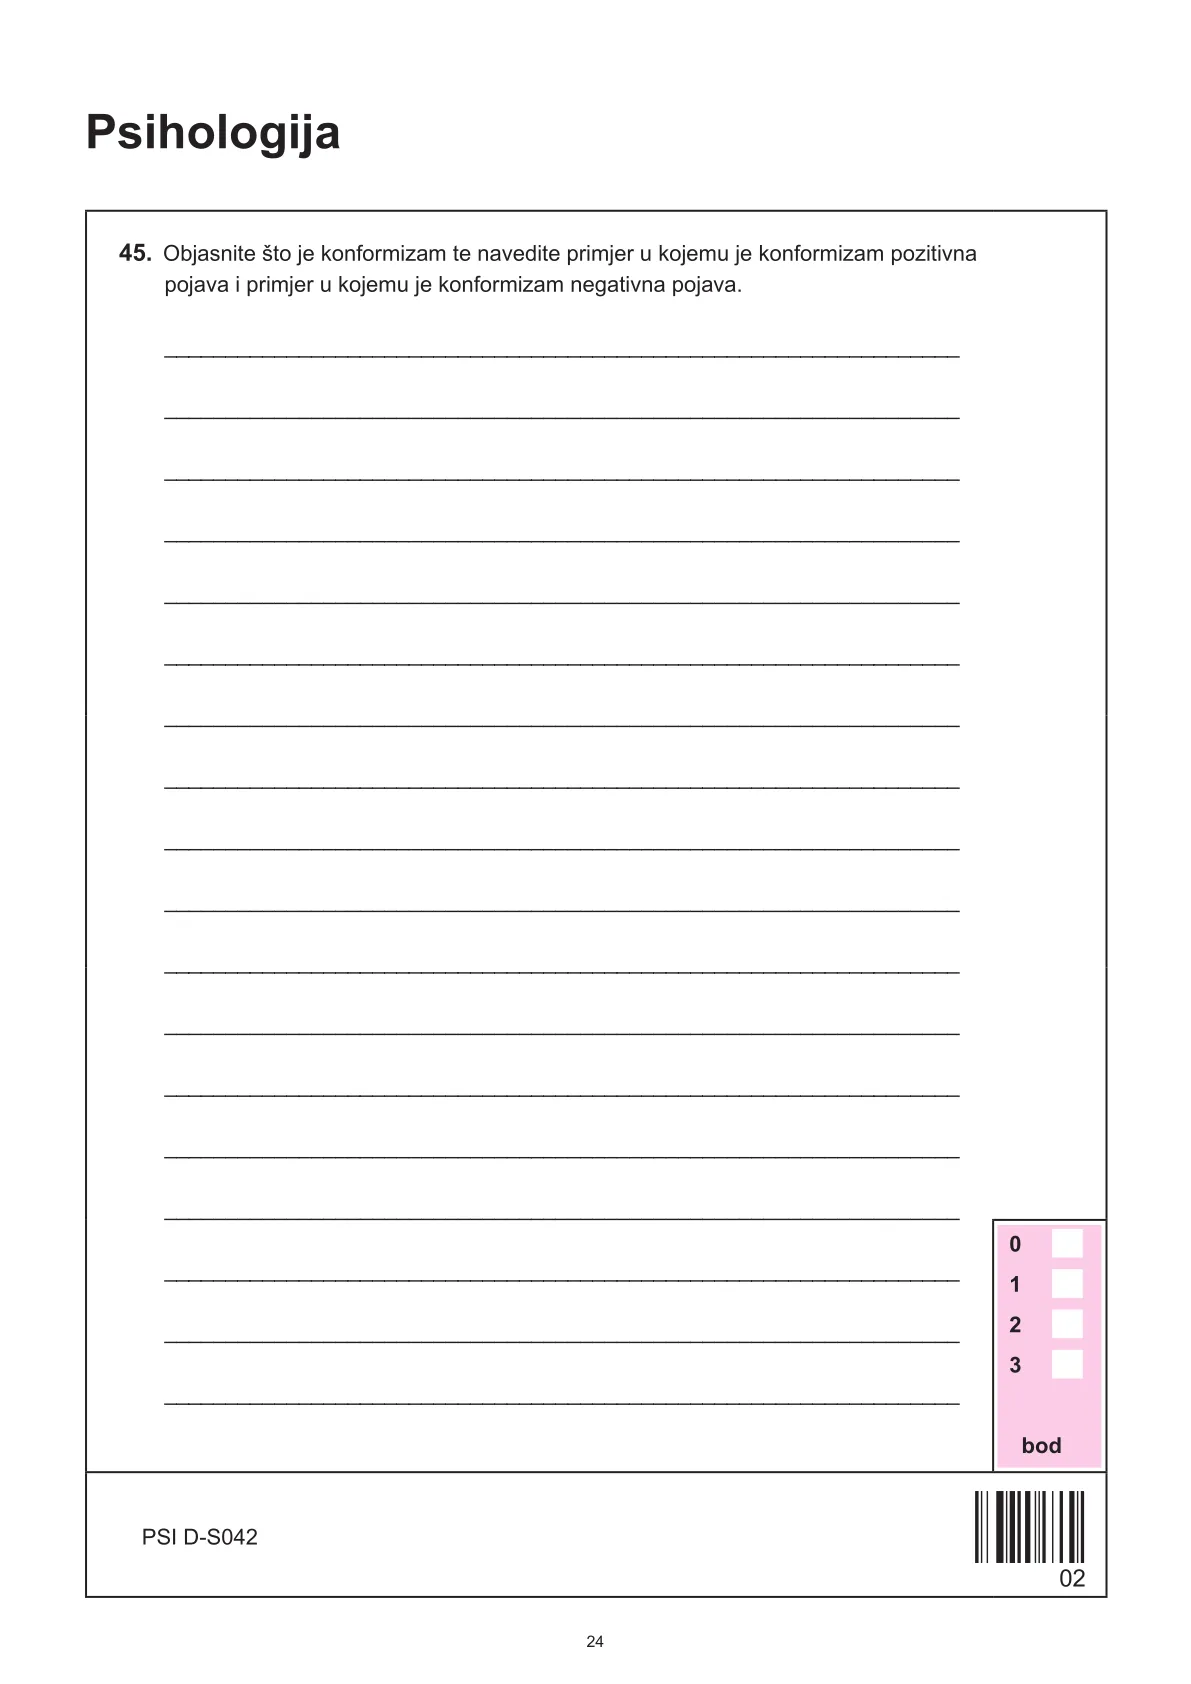 Psihologija
45. Objasnite što je konformizam te navedite primjer u kojemu je konformizam pozitivna
pojava i primjer u kojemu je konformizam negativna pojava.
0
1
2
3
bod
PSI D-S042
02
24